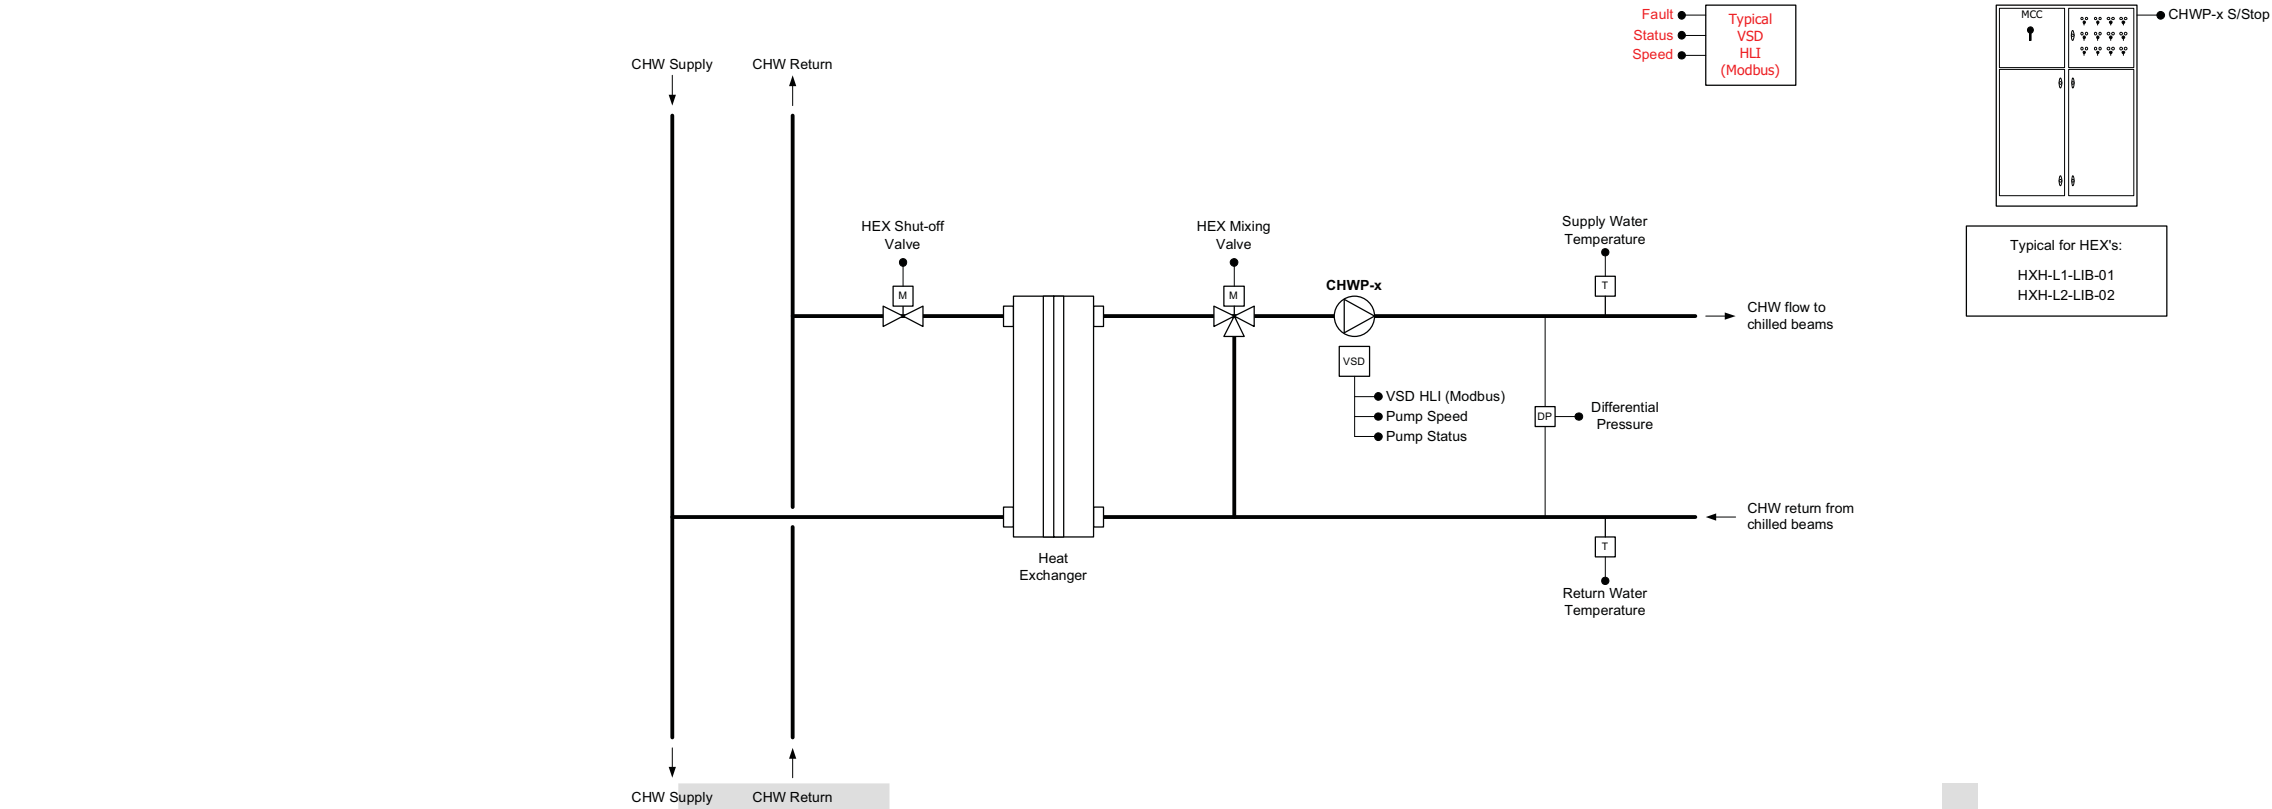 Fault
Status
Speed
Typical
VSD
HLI
(Modbus)
MCC
CHWP-x S/Stop
CHW Supply
CHW Return
HEX Shut-off
Valve
M
HEX Mixing
Valve
M
CHWP-x
Supply Water
Temperature
T
Typical for HEX's:
HXH-L1-LIB-01
HXH-L2-LIB-02
CHW flow to
chilled beams
VSD
VSD HLI (Modbus)
Pump Speed
Pump Status
DP
Differential
Pressure
CHW return from
chilled beams
T
Return Water
Temperature
Heat
Exchanger
CHW Supply
CHW Return